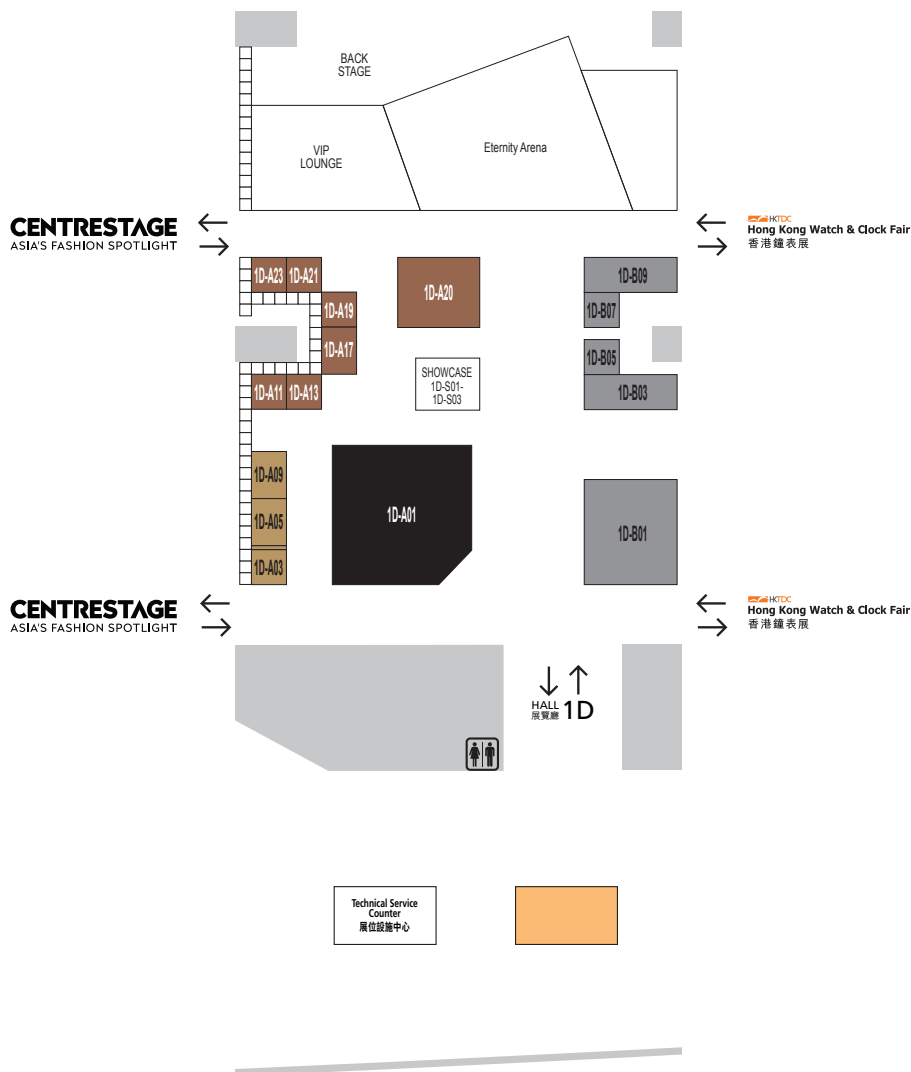 BACK
STAGE
VIP
LOUNGE
Eternity Arena
CENTRESTAGE
ASIA'S FASHION SPOTLIGHT
HKTDC
Hong Kong Watch & Clock Fair
香港鐘表展
1D-A23
1D-A21
1D-A20
1D-B09
1D-A19
1D-B07
1D-A17
1D-B05
SHOWCASE
1D-S01-
1D-S03
1D-A11
1D-A13
1D-B03
1D-A09
1D-A05
1D-A01
1D-B01
1D-A03
CENTRESTAGE
ASIA'S FASHION SPOTLIGHT
HKTDC
Hong Kong Watch & Clock Fair
香港鐘表展
HALL
展覽廳
1D
Technical Service
Counter
展位設施中心